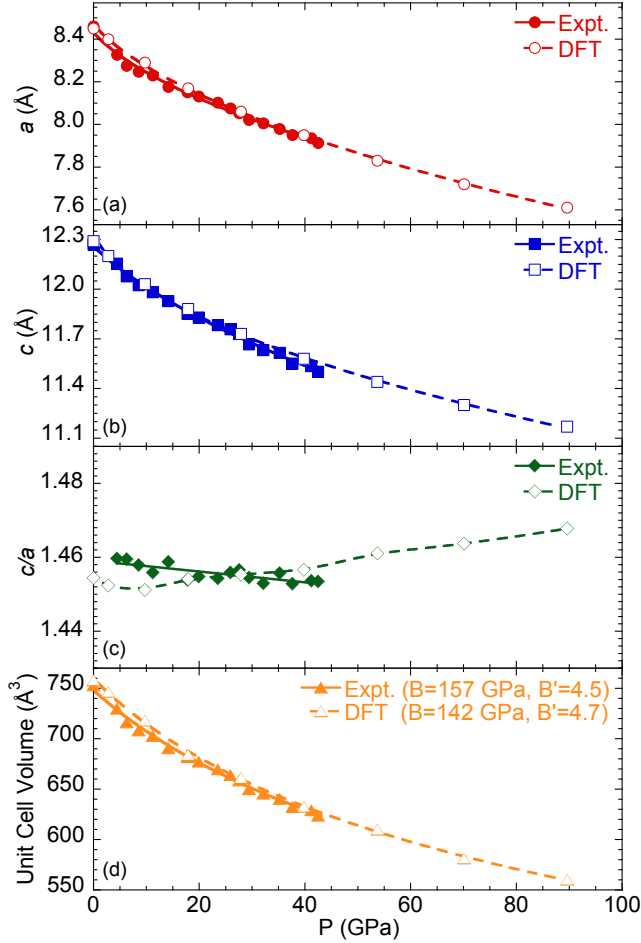 8.4
8.2
8.0
7.8
7.6
a (Å)
Expt.
DFT
(a)
12.3
12.0
11.7
11.4
11.1
c (Å)
Expt.
DFT
(b)
1.48
1.46
1.44
c/a
Expt.
DFT
(c)
750
700
650
600
550
Unit Cell Volume (Å³)
Expt. (B=157 GPa, B'=4.5)
DFT (B=142 GPa, B'=4.7)
(d)
0 20 40 60 80 100
P (GPa)